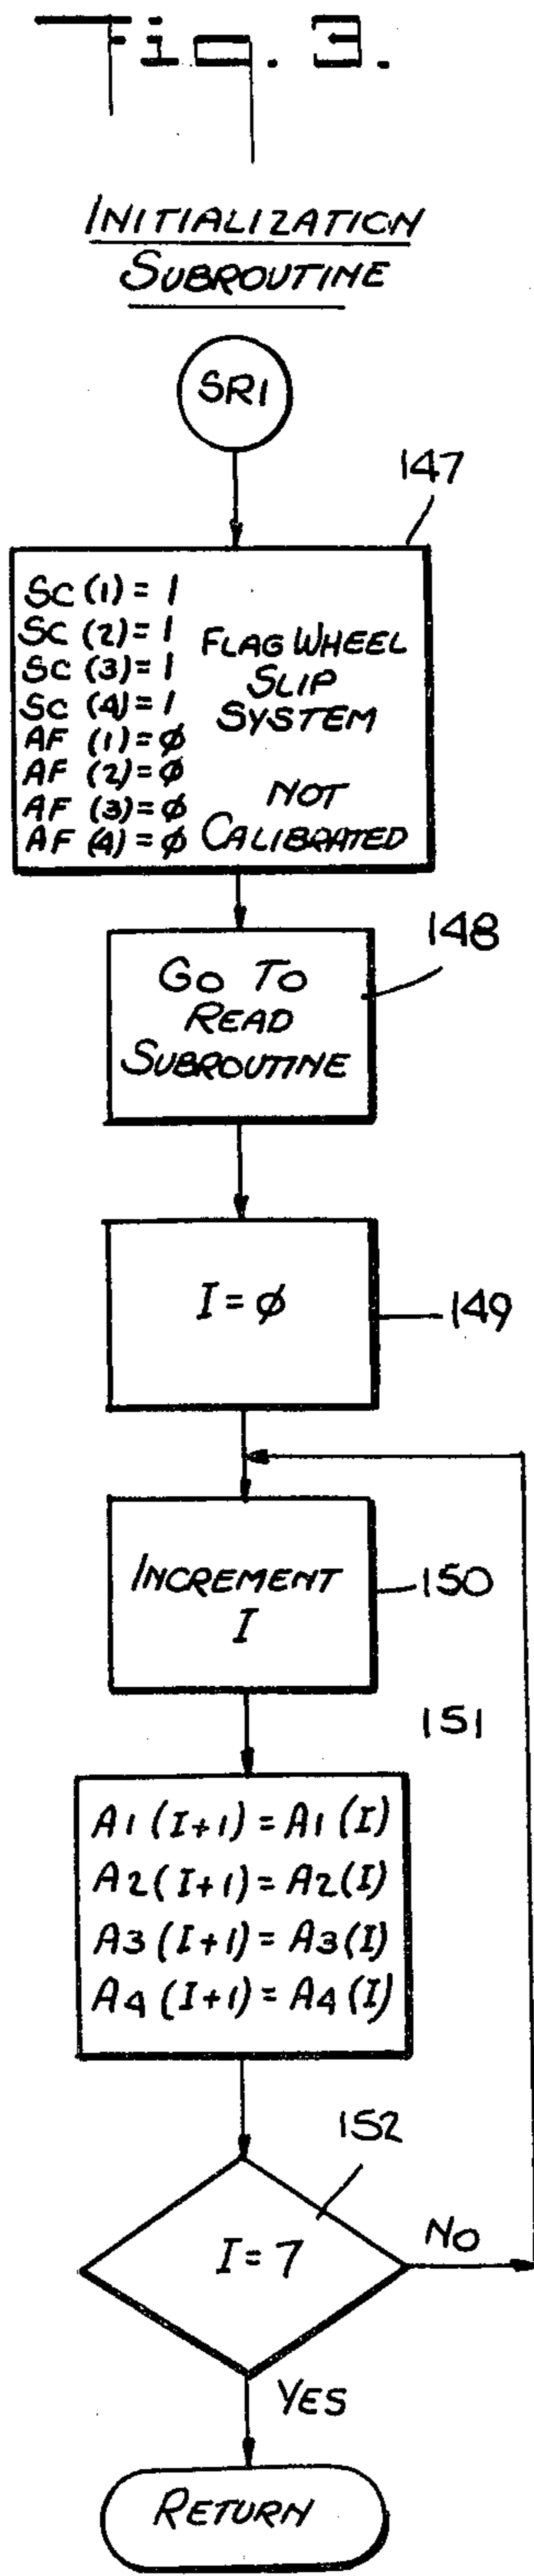 Fig. 3.
INITIALIZATION
SUBROUTINE
SR1
147
SC (1) = 1
SC (2) = 1
SC (3) = 1
SC (4) = 1
AF (1) = ϕ
AF (2) = ϕ
AF (3) = ϕ
AF (4) = ϕ
FLAG WHEEL
SLIP
SYSTEM
NOT
CALIBRATED
148
GO TO
READ
SUBROUTINE
I = ϕ
149
INCREMENT
I
150
151
A1 (I+1) = A1 (I)
A2 (I+1) = A2 (I)
A3 (I+1) = A3 (I)
A4 (I+1) = A4 (I)
152
I = 7
NO
YES
RETURN